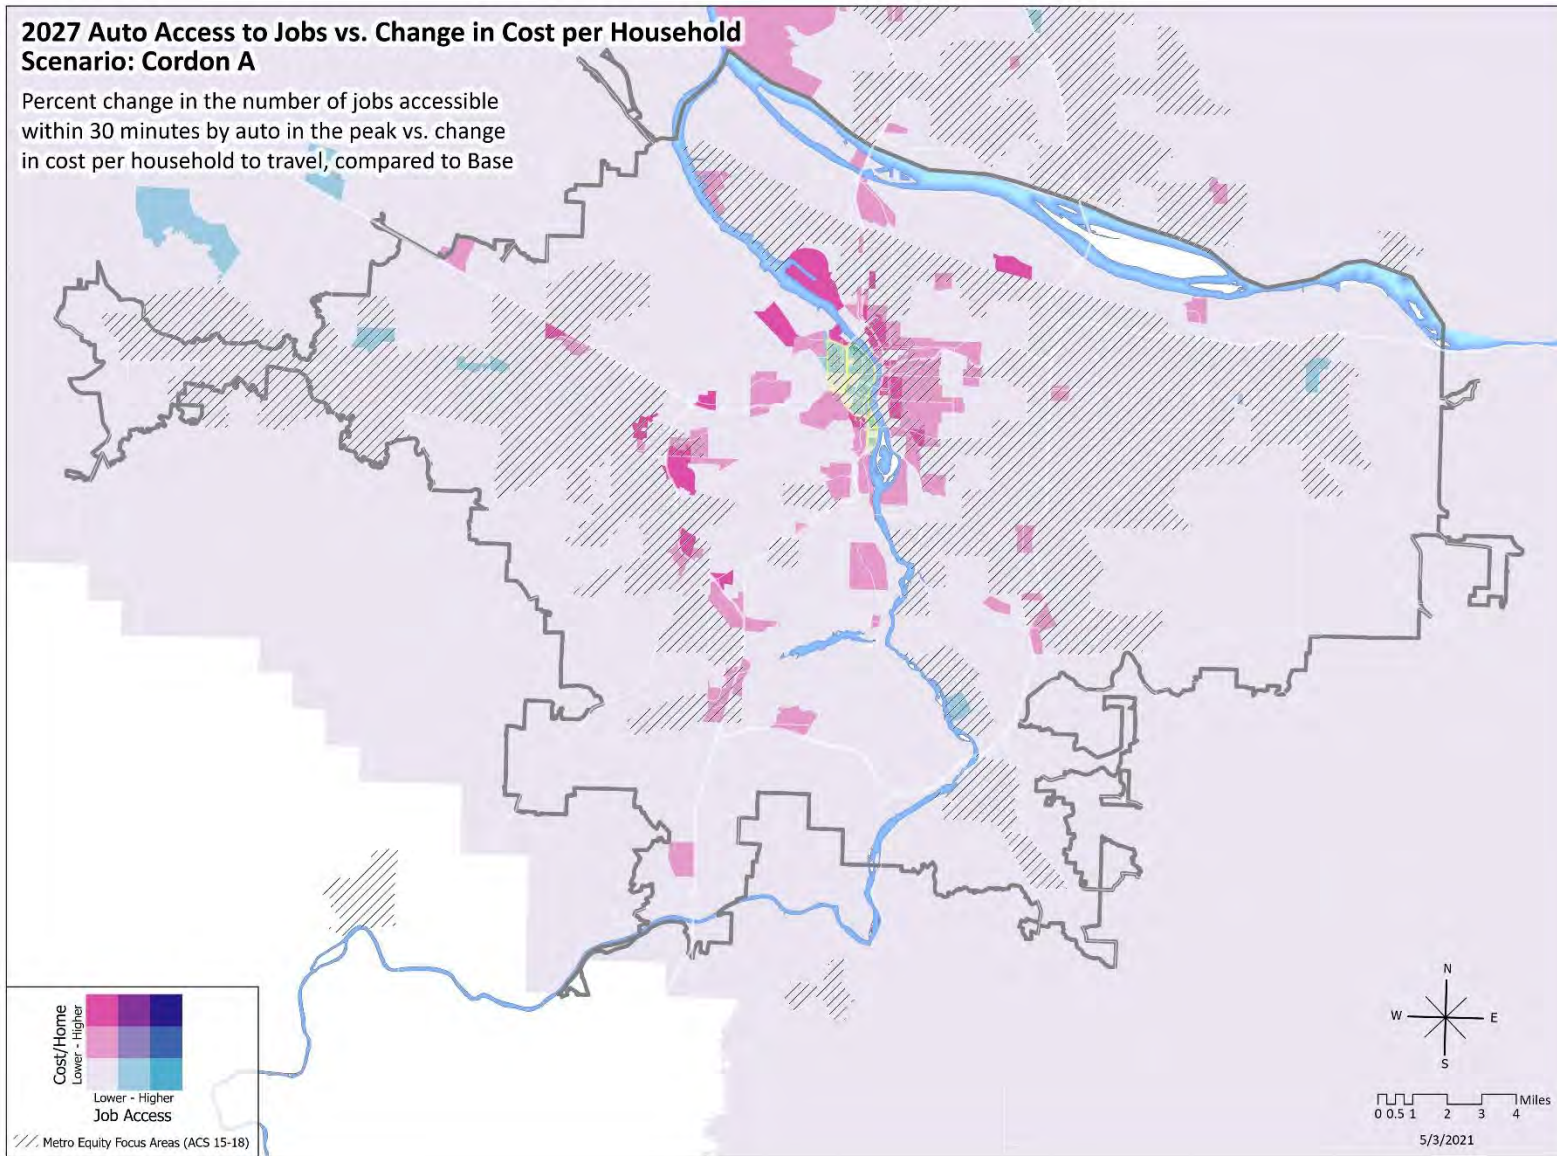 2027 Auto Access to Jobs vs. Change in Cost per Household
Scenario: Cordon A
Percent change in the number of jobs accessible
within 30 minutes by auto in the peak vs. change
in cost per household to travel, compared to Base
Cost/Home
Lower - Higher
Lower - Higher
Job Access
Metro Equity Focus Areas (ACS 15-18)
N
W
E
S
Miles
0 0.5 1 2 3 4
5/3/2021